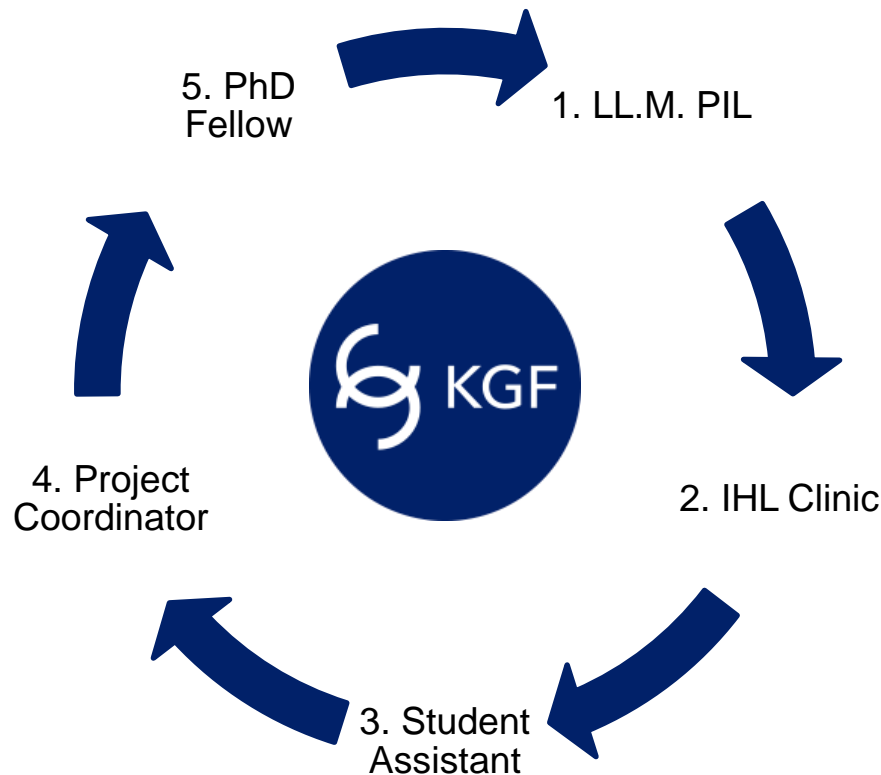 1. LL.M. PIL
2. IHL Clinic
3. Student
Assistant
4. Project
Coordinator
5. PhD
Fellow
KGF